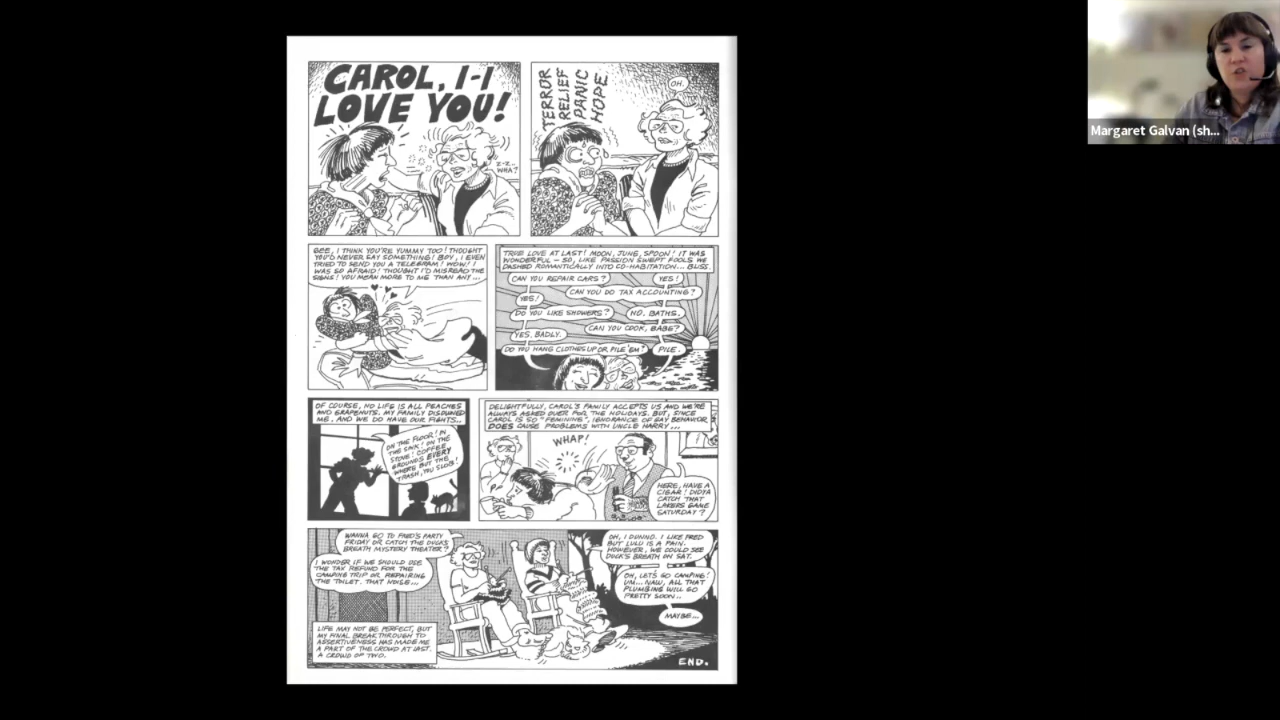 CAROL, I-I
LOVE YOU!
Z-Z..
WHA?
TERROR
RELIEF
PANIC
HOPE
OH.
GEE, I THINK YOU'RE YUMMY TOO! THOUGHT
YOU'D NEVER SAY SOMETHING! BOY, I EVEN
TRIED TO SEND YOU A TELEGRAM! WOW! I
WAS SO AFRAID! THOUGHT I'D MISREAD THE
SIGNS! YOU MEAN MORE TO ME THAN ANY...
TRUE LOVE AT LAST! MOON, JUNE, SPOON! IT WAS
WONDERFUL — SO, LIKE PASSION SWEPT FOOLS WE
DASHED ROMANTICALLY INTO CO-HABITATION... BLISS.
CAN YOU REPAIR CARS?
YES!
CAN YOU DO TAX ACCOUNTING?
YES!
DO YOU LIKE SHOWERS?
NO. BATHS.
CAN YOU COOK, BABE?
YES. BADLY.
DO YOU HANG CLOTHES UP OR PILE 'EM?
PILE.
OF COURSE, NO LIFE IS ALL PEACHES
AND GRAPENUTS. MY FAMILY DISOWNED
ME. AND WE DO HAVE OUR FIGHTS..
ON THE FLOOR! IN
THE SINK! ON THE
STOVE! COFFEE
GROUNDS EVERY
WHERE BUT THE
TRASH, YOU SLOB!
DELIGHTFULLY, CAROL'S FAMILY ACCEPTS US AND WE'RE
ALWAYS ASKED OVER FOR THE HOLIDAYS. BUT, SINCE
CAROL IS SO "FEMININE", IGNORANCE OF GAY BEHAVIOR
DOES CAUSE PROBLEMS WITH UNCLE HARRY...
WHAP!
HERE, HAVE A
CIGAR! DIDYA
CATCH THAT
LAKERS GAME
SATURDAY?
WANNA GO TO FRED'S PARTY
FRIDAY OR CATCH THE DUCK'S
BREATH MYSTERY THEATER?
OH, I DUNNO. I LIKE FRED
BUT LULU IS A PAIN.
HOWEVER, WE COULD SEE
DUCK'S BREATH ON SAT.
I WONDER IF WE SHOULD USE
THE TAX REFUND FOR THE
CAMPING TRIP OR REPAIRING
THE TOILET. THAT NOISE...
OH, LET'S GO CAMPING!
UM... NAW, ALL THAT
PLUMBING WILL GO
PRETTY SOON..
MAYBE...
LIFE MAY NOT BE PERFECT, BUT
MY FINAL BREAKTHROUGH TO
ASSERTIVENESS HAS MADE ME
A PART OF THE CROWD AT LAST.
A CROWD OF TWO.
END.
Margaret Galvan (sh...